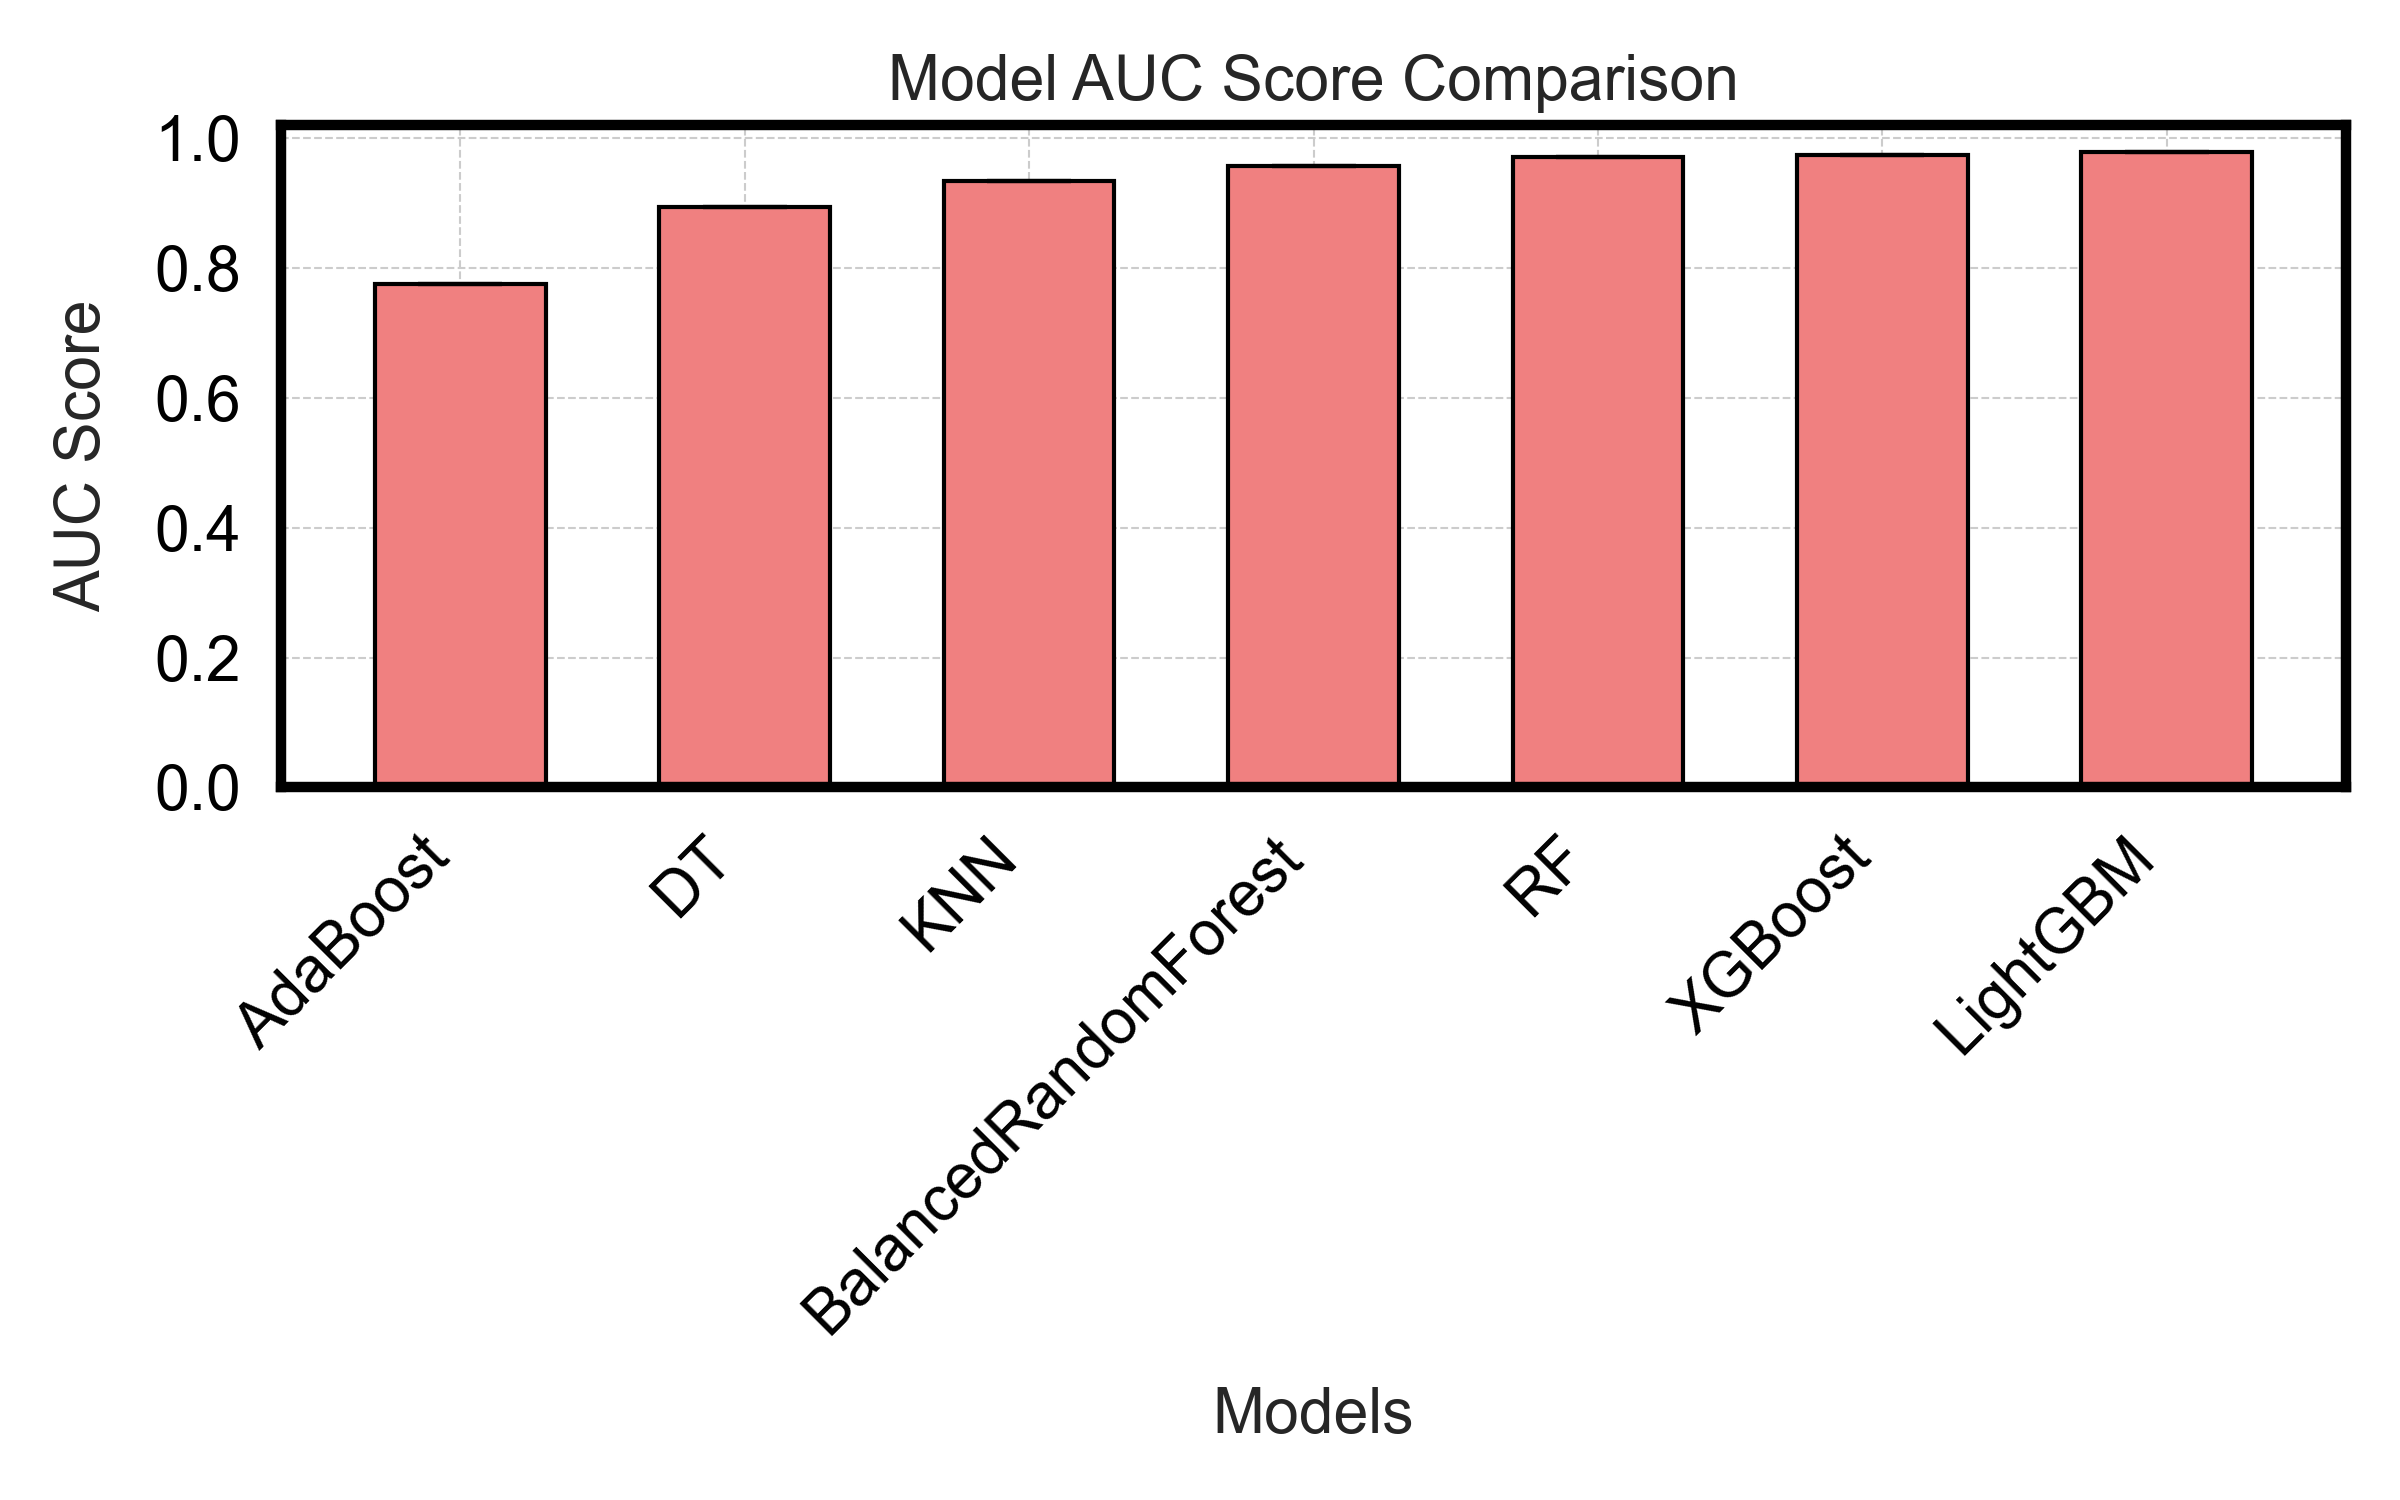 Model AUC Score Comparison
AUC Score
1.0
0.8
0.6
0.4
0.2
0.0
AdaBoost
DT
KNN
BalancedRandomForest
RF
XGBoost
LightGBM
Models